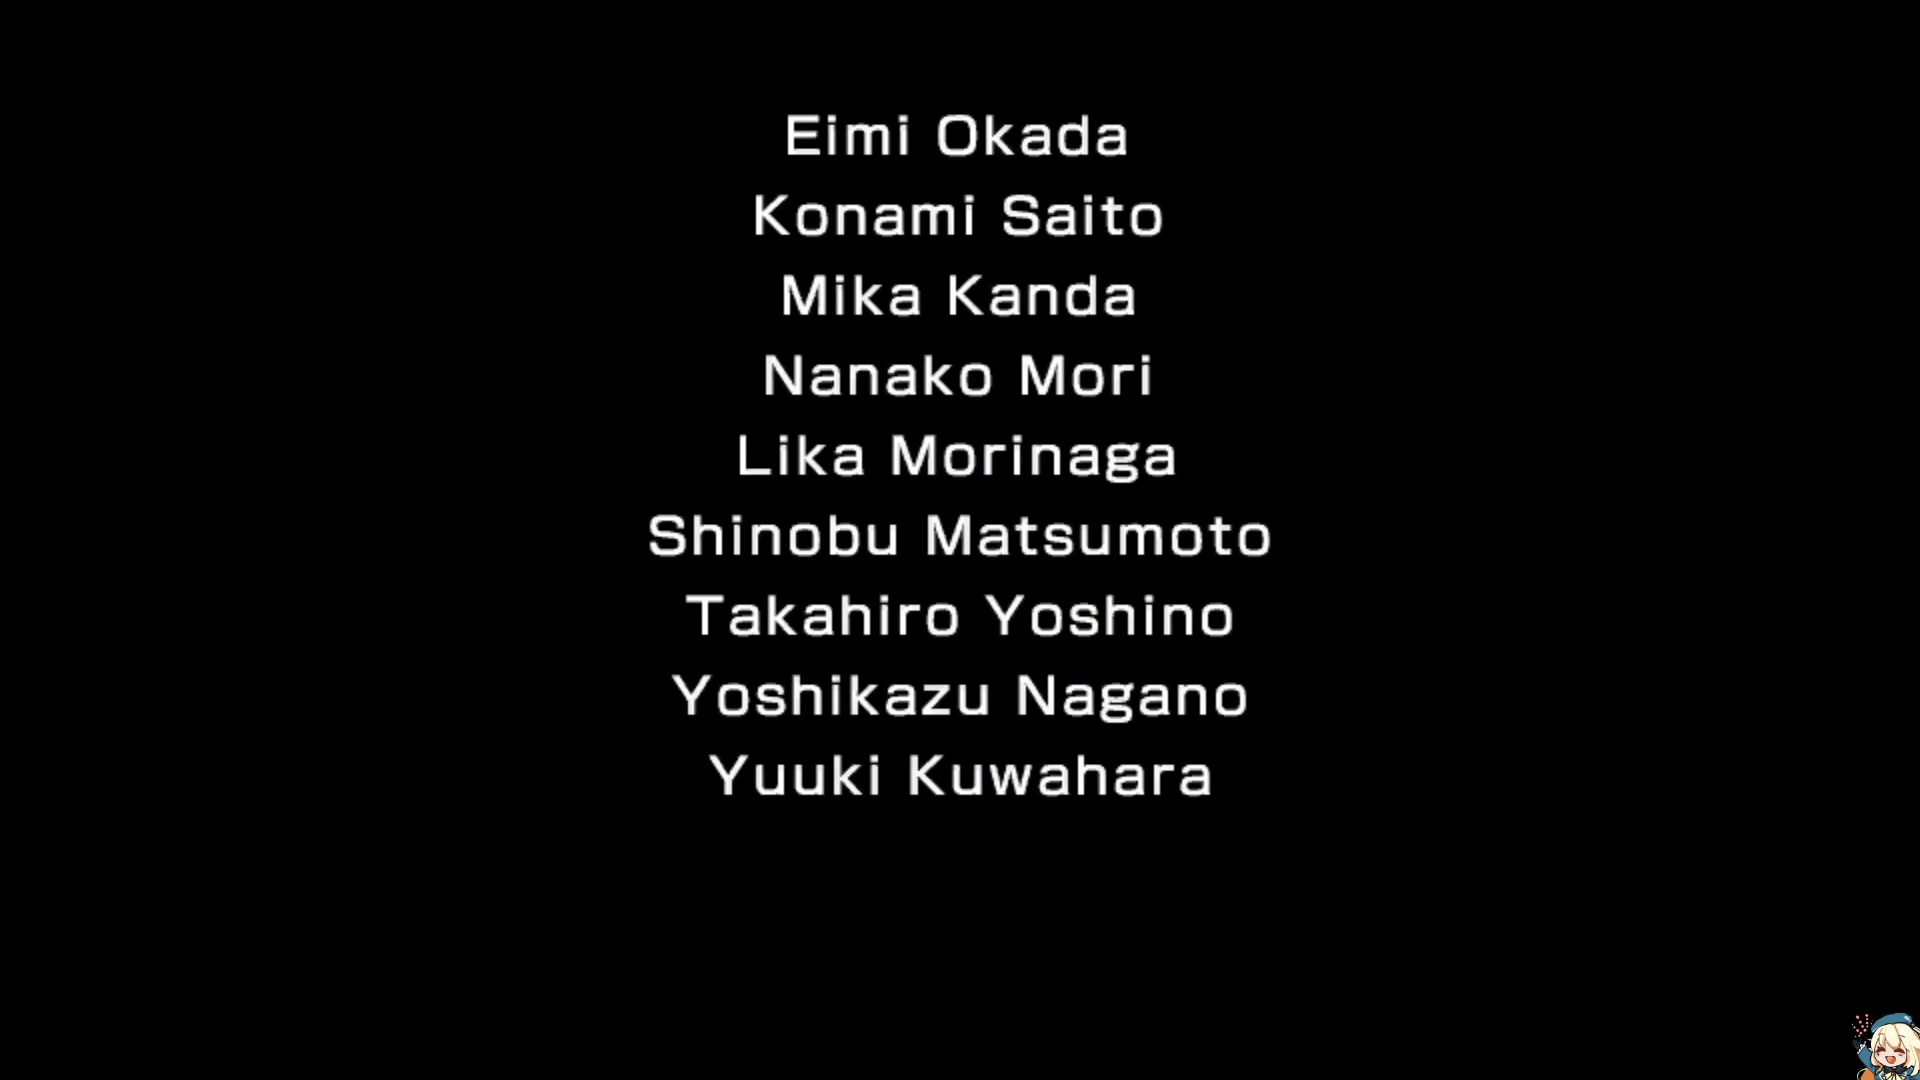 Eimi Okada
Konami Saito
Mika Kanda
Nanako Mori
Lika Morinaga
Shinobu Matsumoto
Takahiro Yoshino
Yoshikazu Nagano
Yuuki Kuwahara